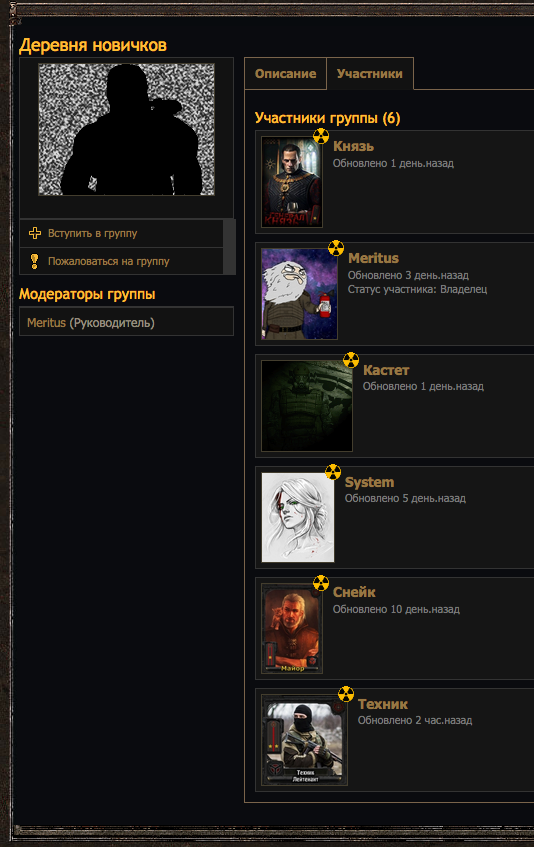 Деревня новичков
Вступить в группу
Пожаловаться на группу
Модераторы группы
Meritus (Руководитель)
Описание
Участники
Участники группы (6)
Князь
Обновлено 1 день.назад
КНЯЗЬ
Meritus
Обновлено 3 день.назад
Статус участника: Владелец
Кастет
Обновлено 1 день.назад
System
Обновлено 5 день.назад
Снейк
Обновлено 10 день.назад
Майор
Техник
Обновлено 2 час.назад
Техник
Лейтенант